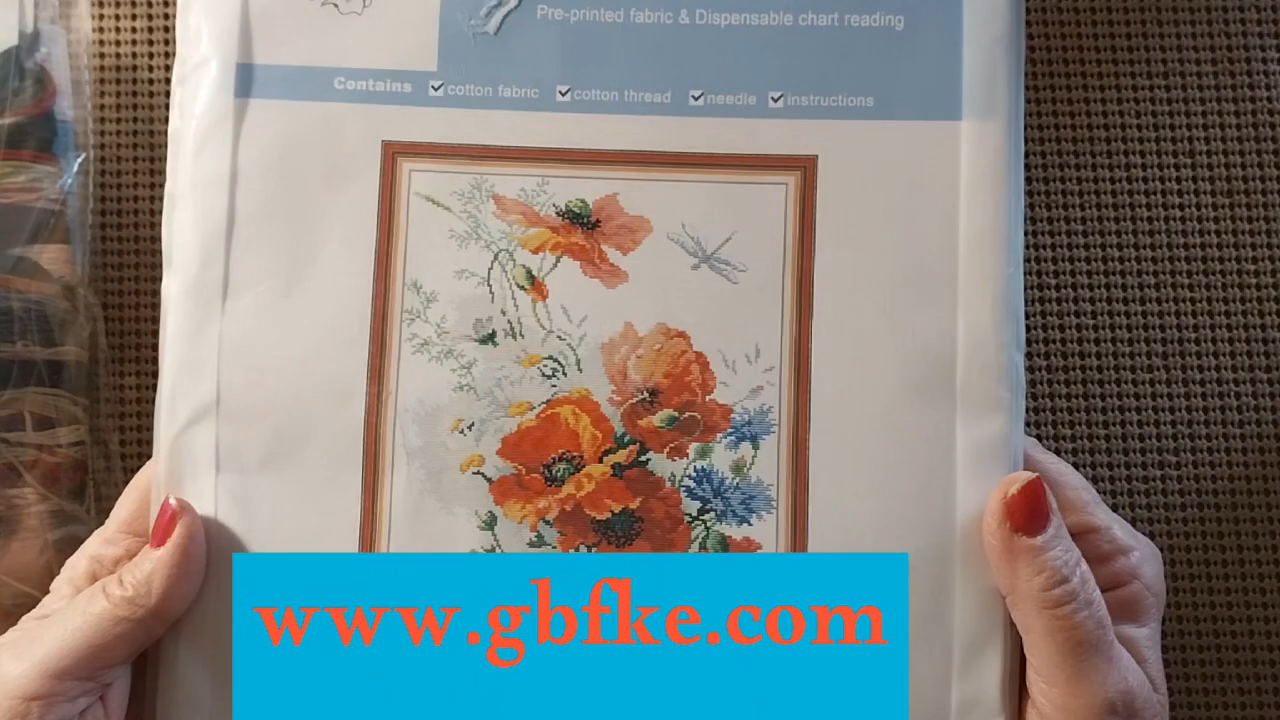 Pre-printed fabric & Dispensable chart reading
Contains cotton fabric cotton thread needle instructions
www.gbfke.com